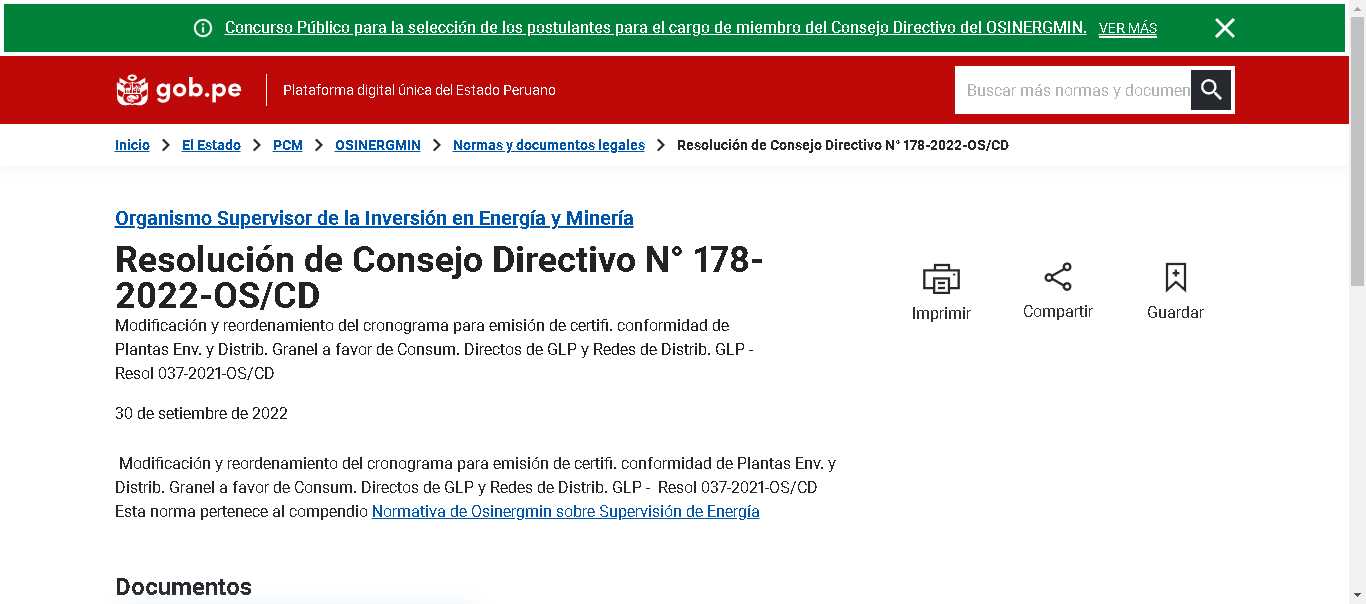 Concurso Público para la selección de los postulantes para el cargo de miembro del Consejo Directivo del OSINERGMIN. VER MÁS
gob.pe Plataforma digital única del Estado Peruano Buscar más normas y documen
Inicio El Estado PCM OSINERGMIN Normas y documentos legales Resolución de Consejo Directivo N° 178-2022-OS/CD
Organismo Supervisor de la Inversión en Energía y Minería
Resolución de Consejo Directivo N° 178-
2022-OS/CD
Modificación y reordenamiento del cronograma para emisión de certifi. conformidad de
Plantas Env. y Distrib. Granel a favor de Consum. Directos de GLP y Redes de Distrib. GLP -
Resol 037-2021-OS/CD
Imprimir Compartir Guardar
30 de setiembre de 2022
Modificación y reordenamiento del cronograma para emisión de certifi. conformidad de Plantas Env. y
Distrib. Granel a favor de Consum. Directos de GLP y Redes de Distrib. GLP - Resol 037-2021-OS/CD
Esta norma pertenece al compendio Normativa de Osinergmin sobre Supervisión de Energía
Documentos